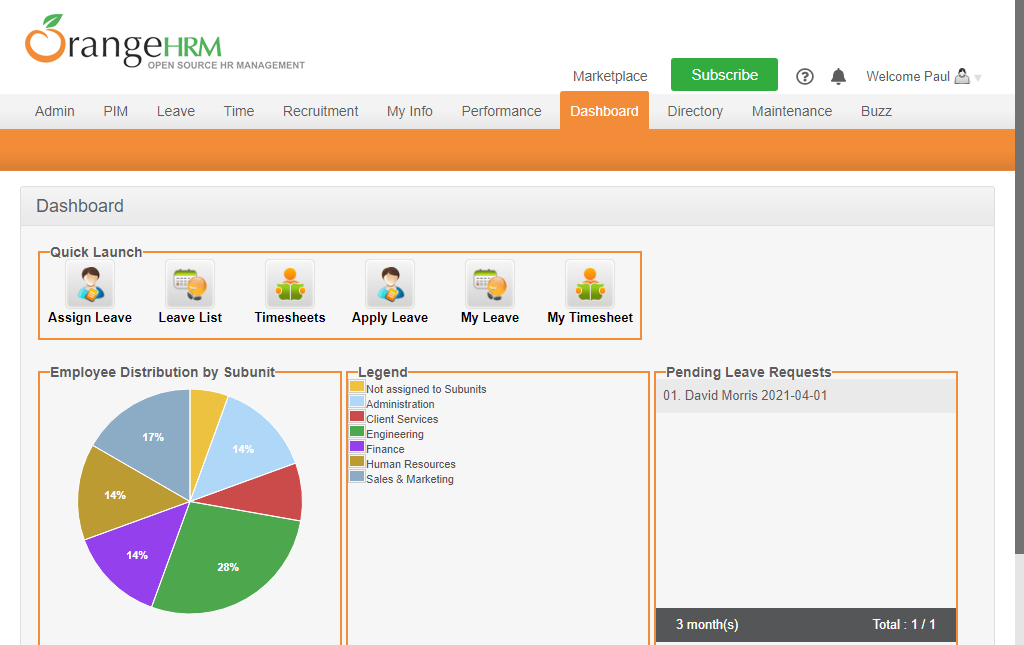 OrangeHRM
OPEN SOURCE HR MANAGEMENT
Marketplace Subscribe ? Welcome Paul
Admin PIM Leave Time Recruitment My Info Performance Dashboard Directory Maintenance Buzz
Dashboard
Quick Launch
Assign Leave Leave List Timesheets Apply Leave My Leave My Timesheet
Employee Distribution by Subunit
17%
14%
14%
14%
28%
Legend
Not assigned to Subunits
Administration
Client Services
Engineering
Finance
Human Resources
Sales & Marketing
Pending Leave Requests
01. David Morris 2021-04-01
3 month(s) Total : 1 / 1